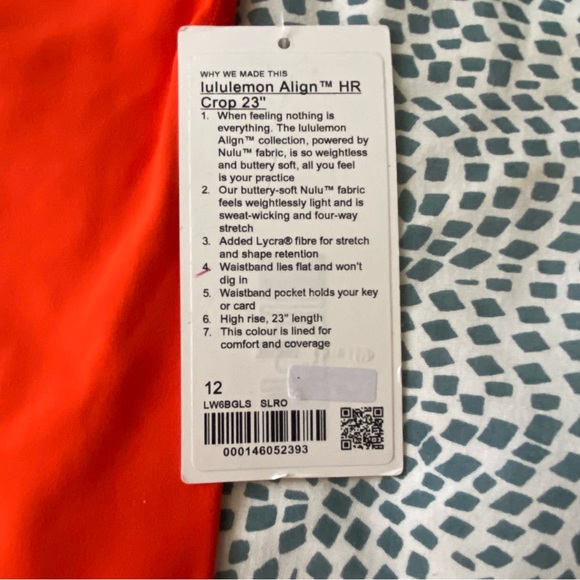 WHY WE MADE THIS
lululemon Align™ HR
Crop 23"
1. When feeling nothing is
everything. The lululemon
Align™ collection, powered by
Nulu™ fabric, is so weightless
and buttery soft, all you feel
is your practice
2. Our buttery-soft Nulu™ fabric
feels weightlessly light and is
sweat-wicking and four-way
stretch
3. Added Lycra® fibre for stretch
and shape retention
4. Waistband lies flat and won't
dig in
5. Waistband pocket holds your key
or card
6. High rise, 23" length
7. This colour is lined for
comfort and coverage
12
LW6BGLS SLRO
000146052393